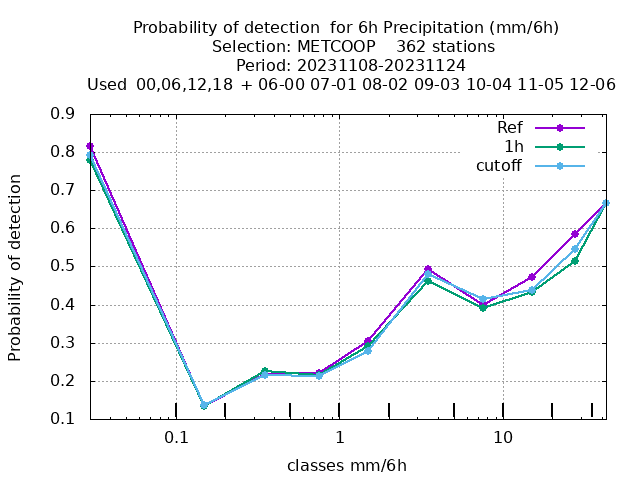 Probability of detection  for 6h Precipitation (mm/6h)
Selection: METCOOP    362 stations
Period: 20231108-20231124
Used  00,06,12,18  + 06-00 07-01 08-02 09-03 10-04 11-05 12-06
Ref
1h
cutoff
0.9
0.8
0.7
0.6
0.5
0.4
0.3
0.2
0.1
Probability of detection
0.1 1 10
classes mm/6h